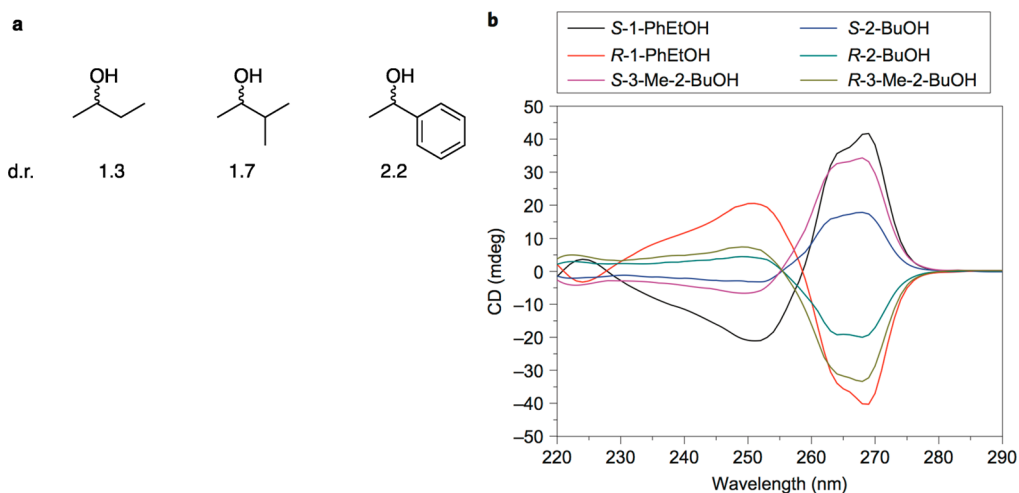 a
OH
OH
OH
d.r.
1.3
1.7
2.2
b
S-1-PhEtOH
S-2-BuOH
R-1-PhEtOH
R-2-BuOH
S-3-Me-2-BuOH
R-3-Me-2-BuOH
50
40
30
20
10
0
–10
–20
–30
–40
–50
CD (mdeg)
220
230
240
250
260
270
280
290
Wavelength (nm)